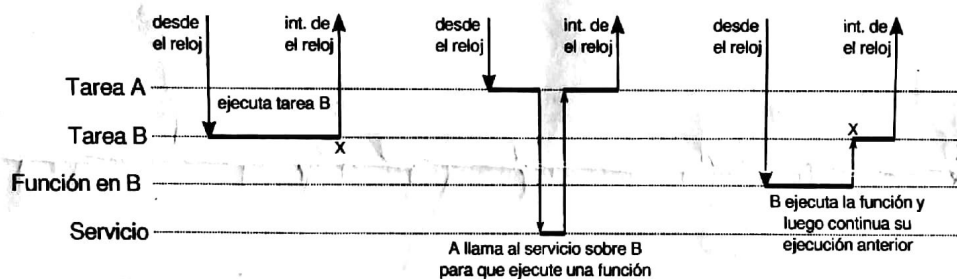 desde
el reloj
int. de
el reloj
desde
el reloj
int. de
el reloj
desde
el reloj
int. de
el reloj
Tarea A
ejecuta tarea B
Tarea B
X
X
Función en B
Servicio
A llama al servicio sobre B
para que ejecute una función
B ejecuta la función y
luego continua su
ejecución anterior